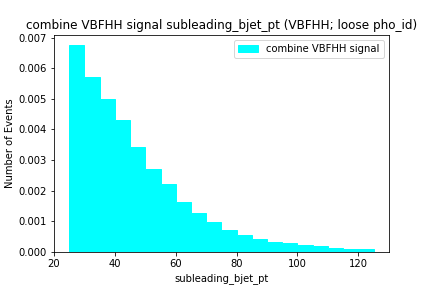 combine VBFHH signal subleading_bjet_pt (VBFHH; loose pho_id)
combine VBFHH signal
Number of Events
0.007
0.006
0.005
0.004
0.003
0.002
0.001
0.000
20 40 60 80 100 120
subleading_bjet_pt